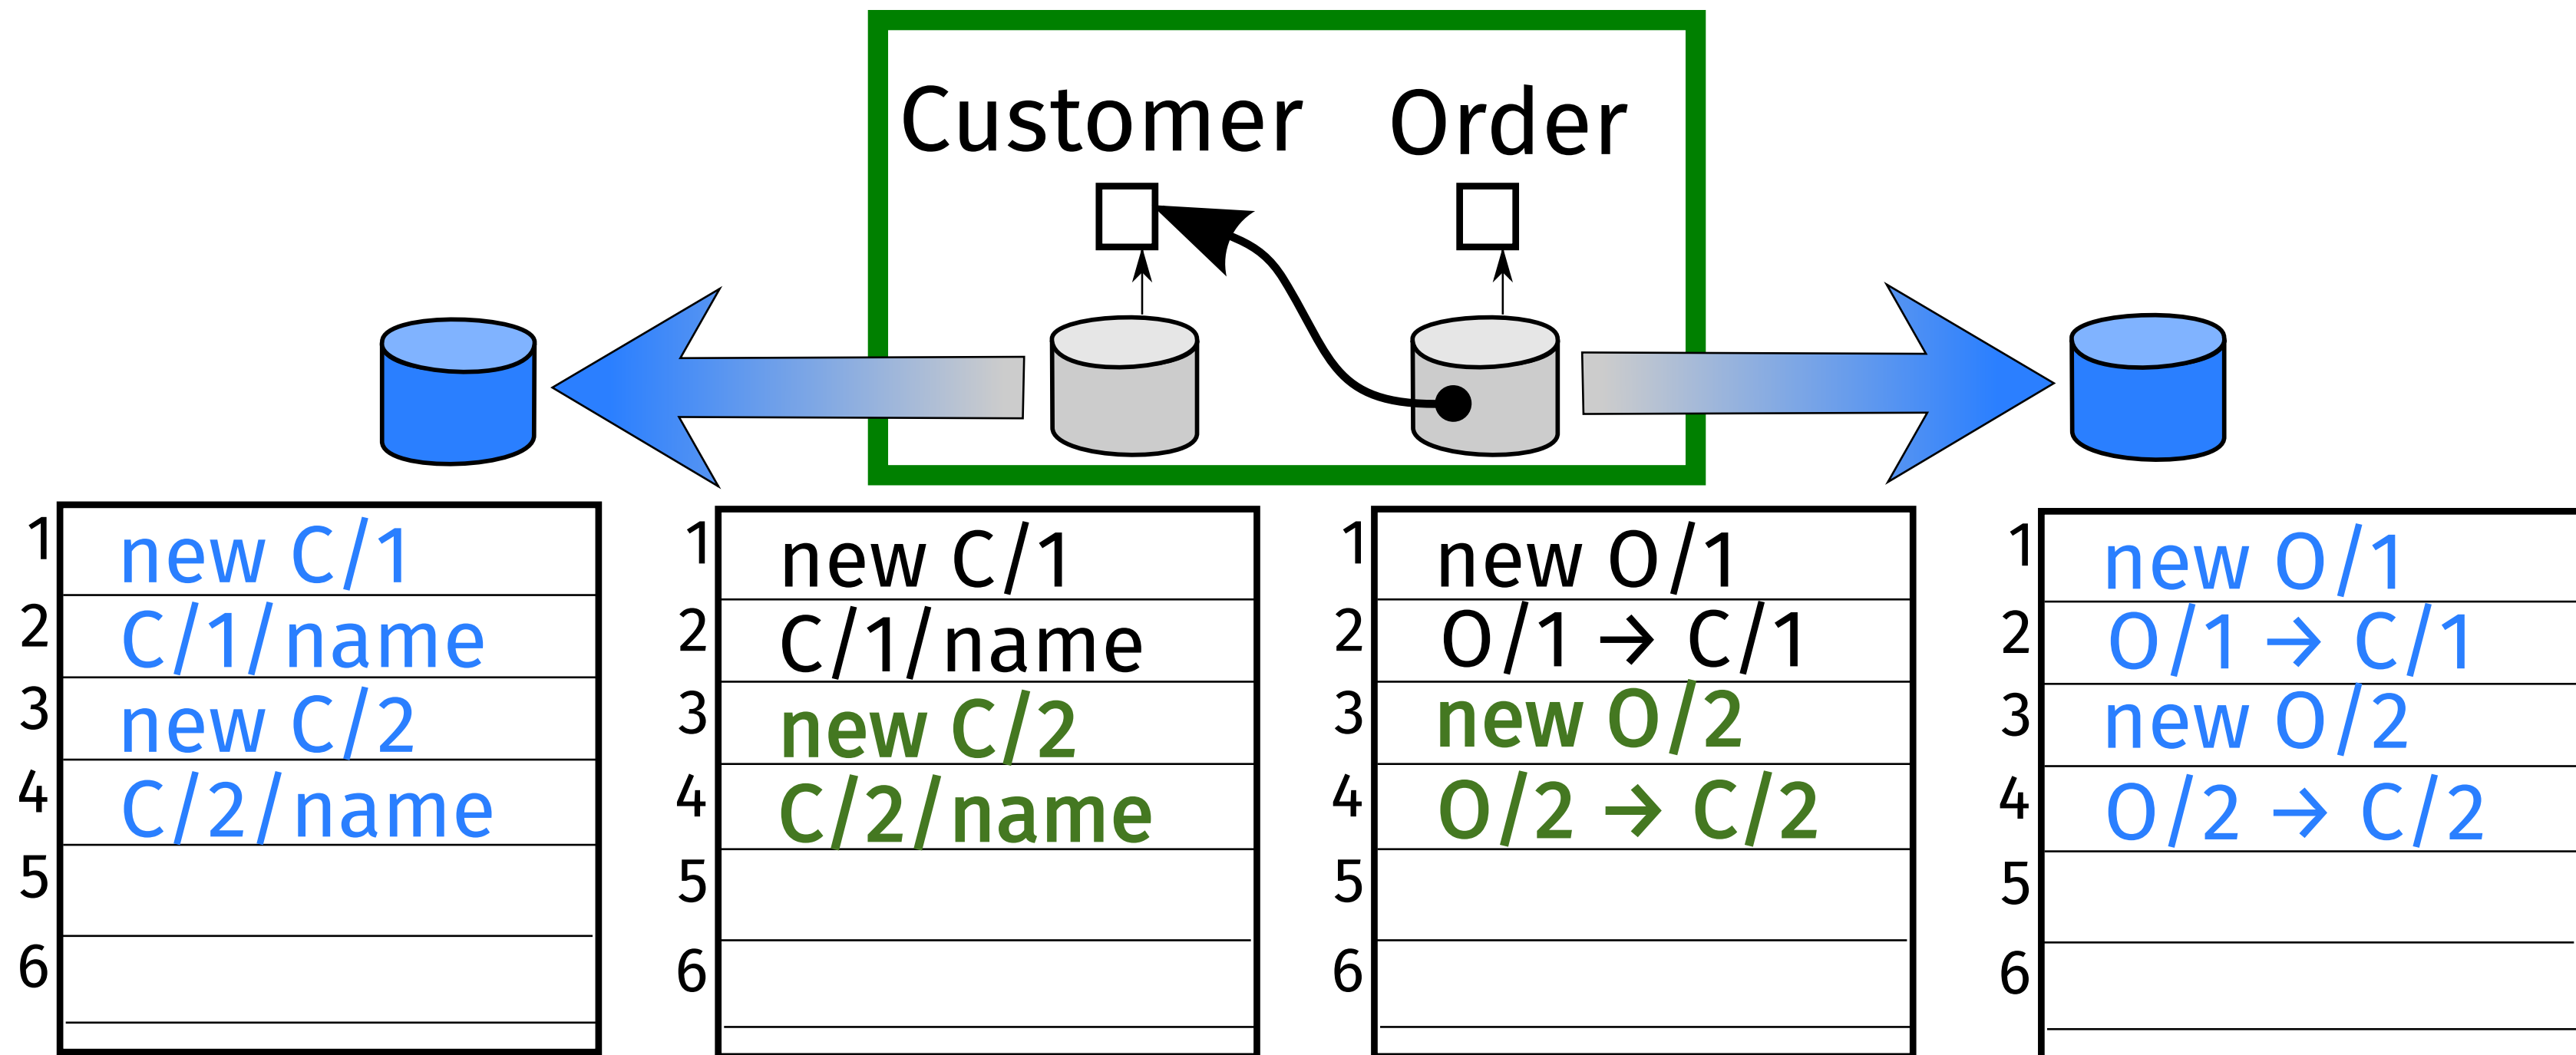 Customer Order
1 new C/1
2 C/1/name
3 new C/2
4 C/2/name
5
6
1 new C/1
2 C/1/name
3 new C/2
4 C/2/name
5
6
1 new O/1
2 O/1 → C/1
3 new O/2
4 O/2 → C/2
5
6
1 new O/1
2 O/1 → C/1
3 new O/2
4 O/2 → C/2
5
6